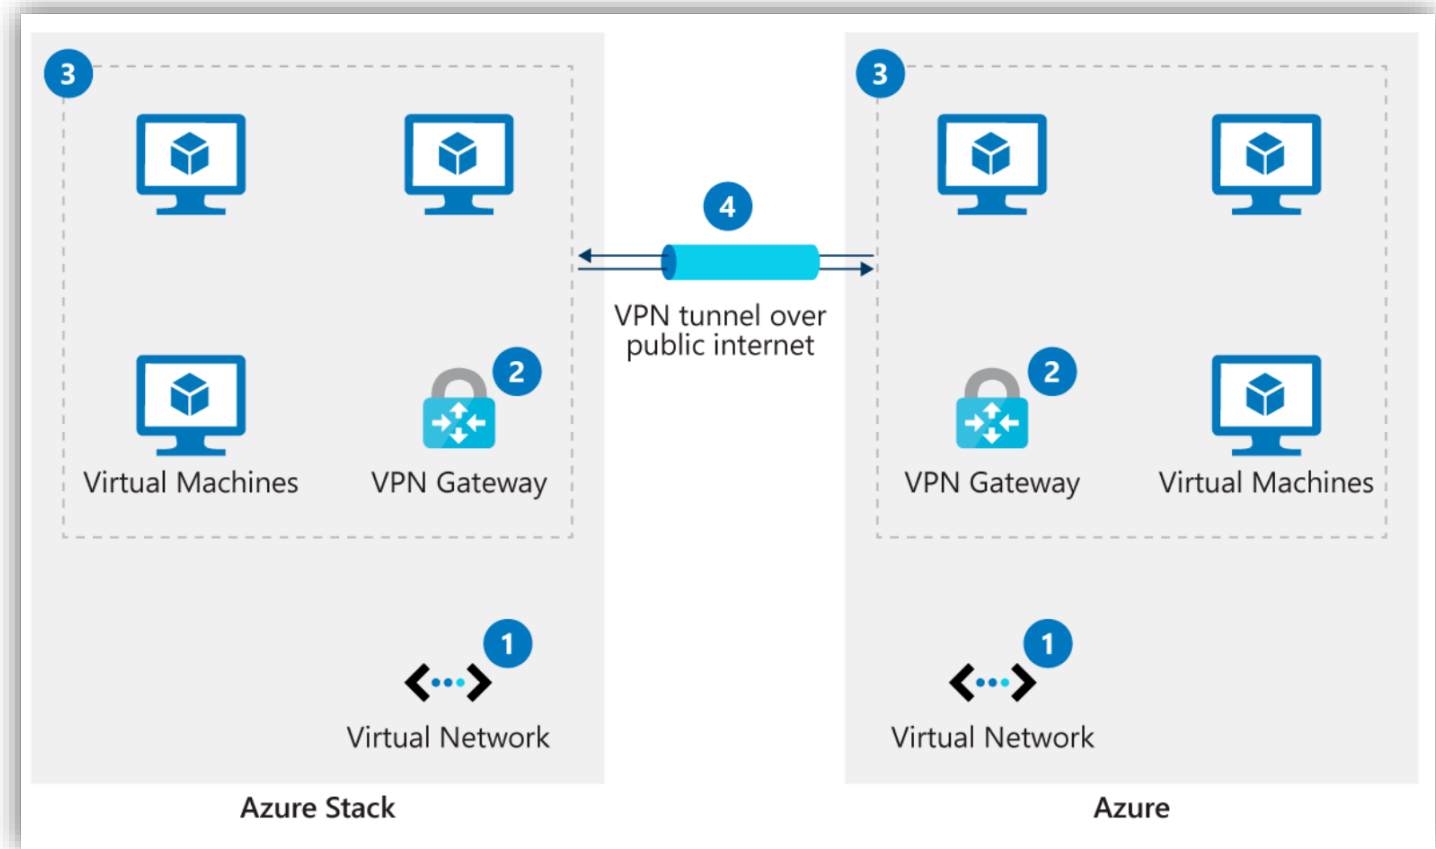 3
3
4
VPN tunnel over
public internet
2
2
Virtual Machines
VPN Gateway
VPN Gateway
Virtual Machines
1
1
Virtual Network
Virtual Network
Azure Stack
Azure